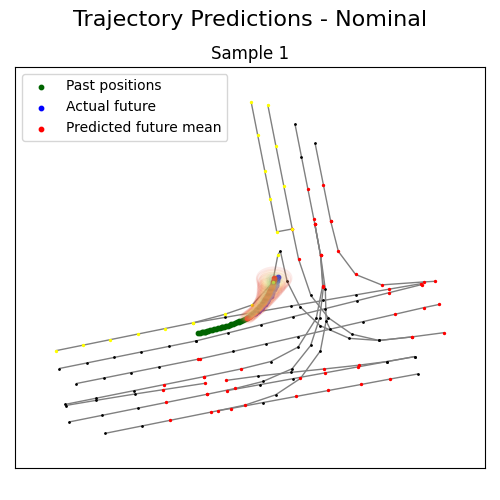 Trajectory Predictions - Nominal
Sample 1
Past positions
Actual future
Predicted future mean